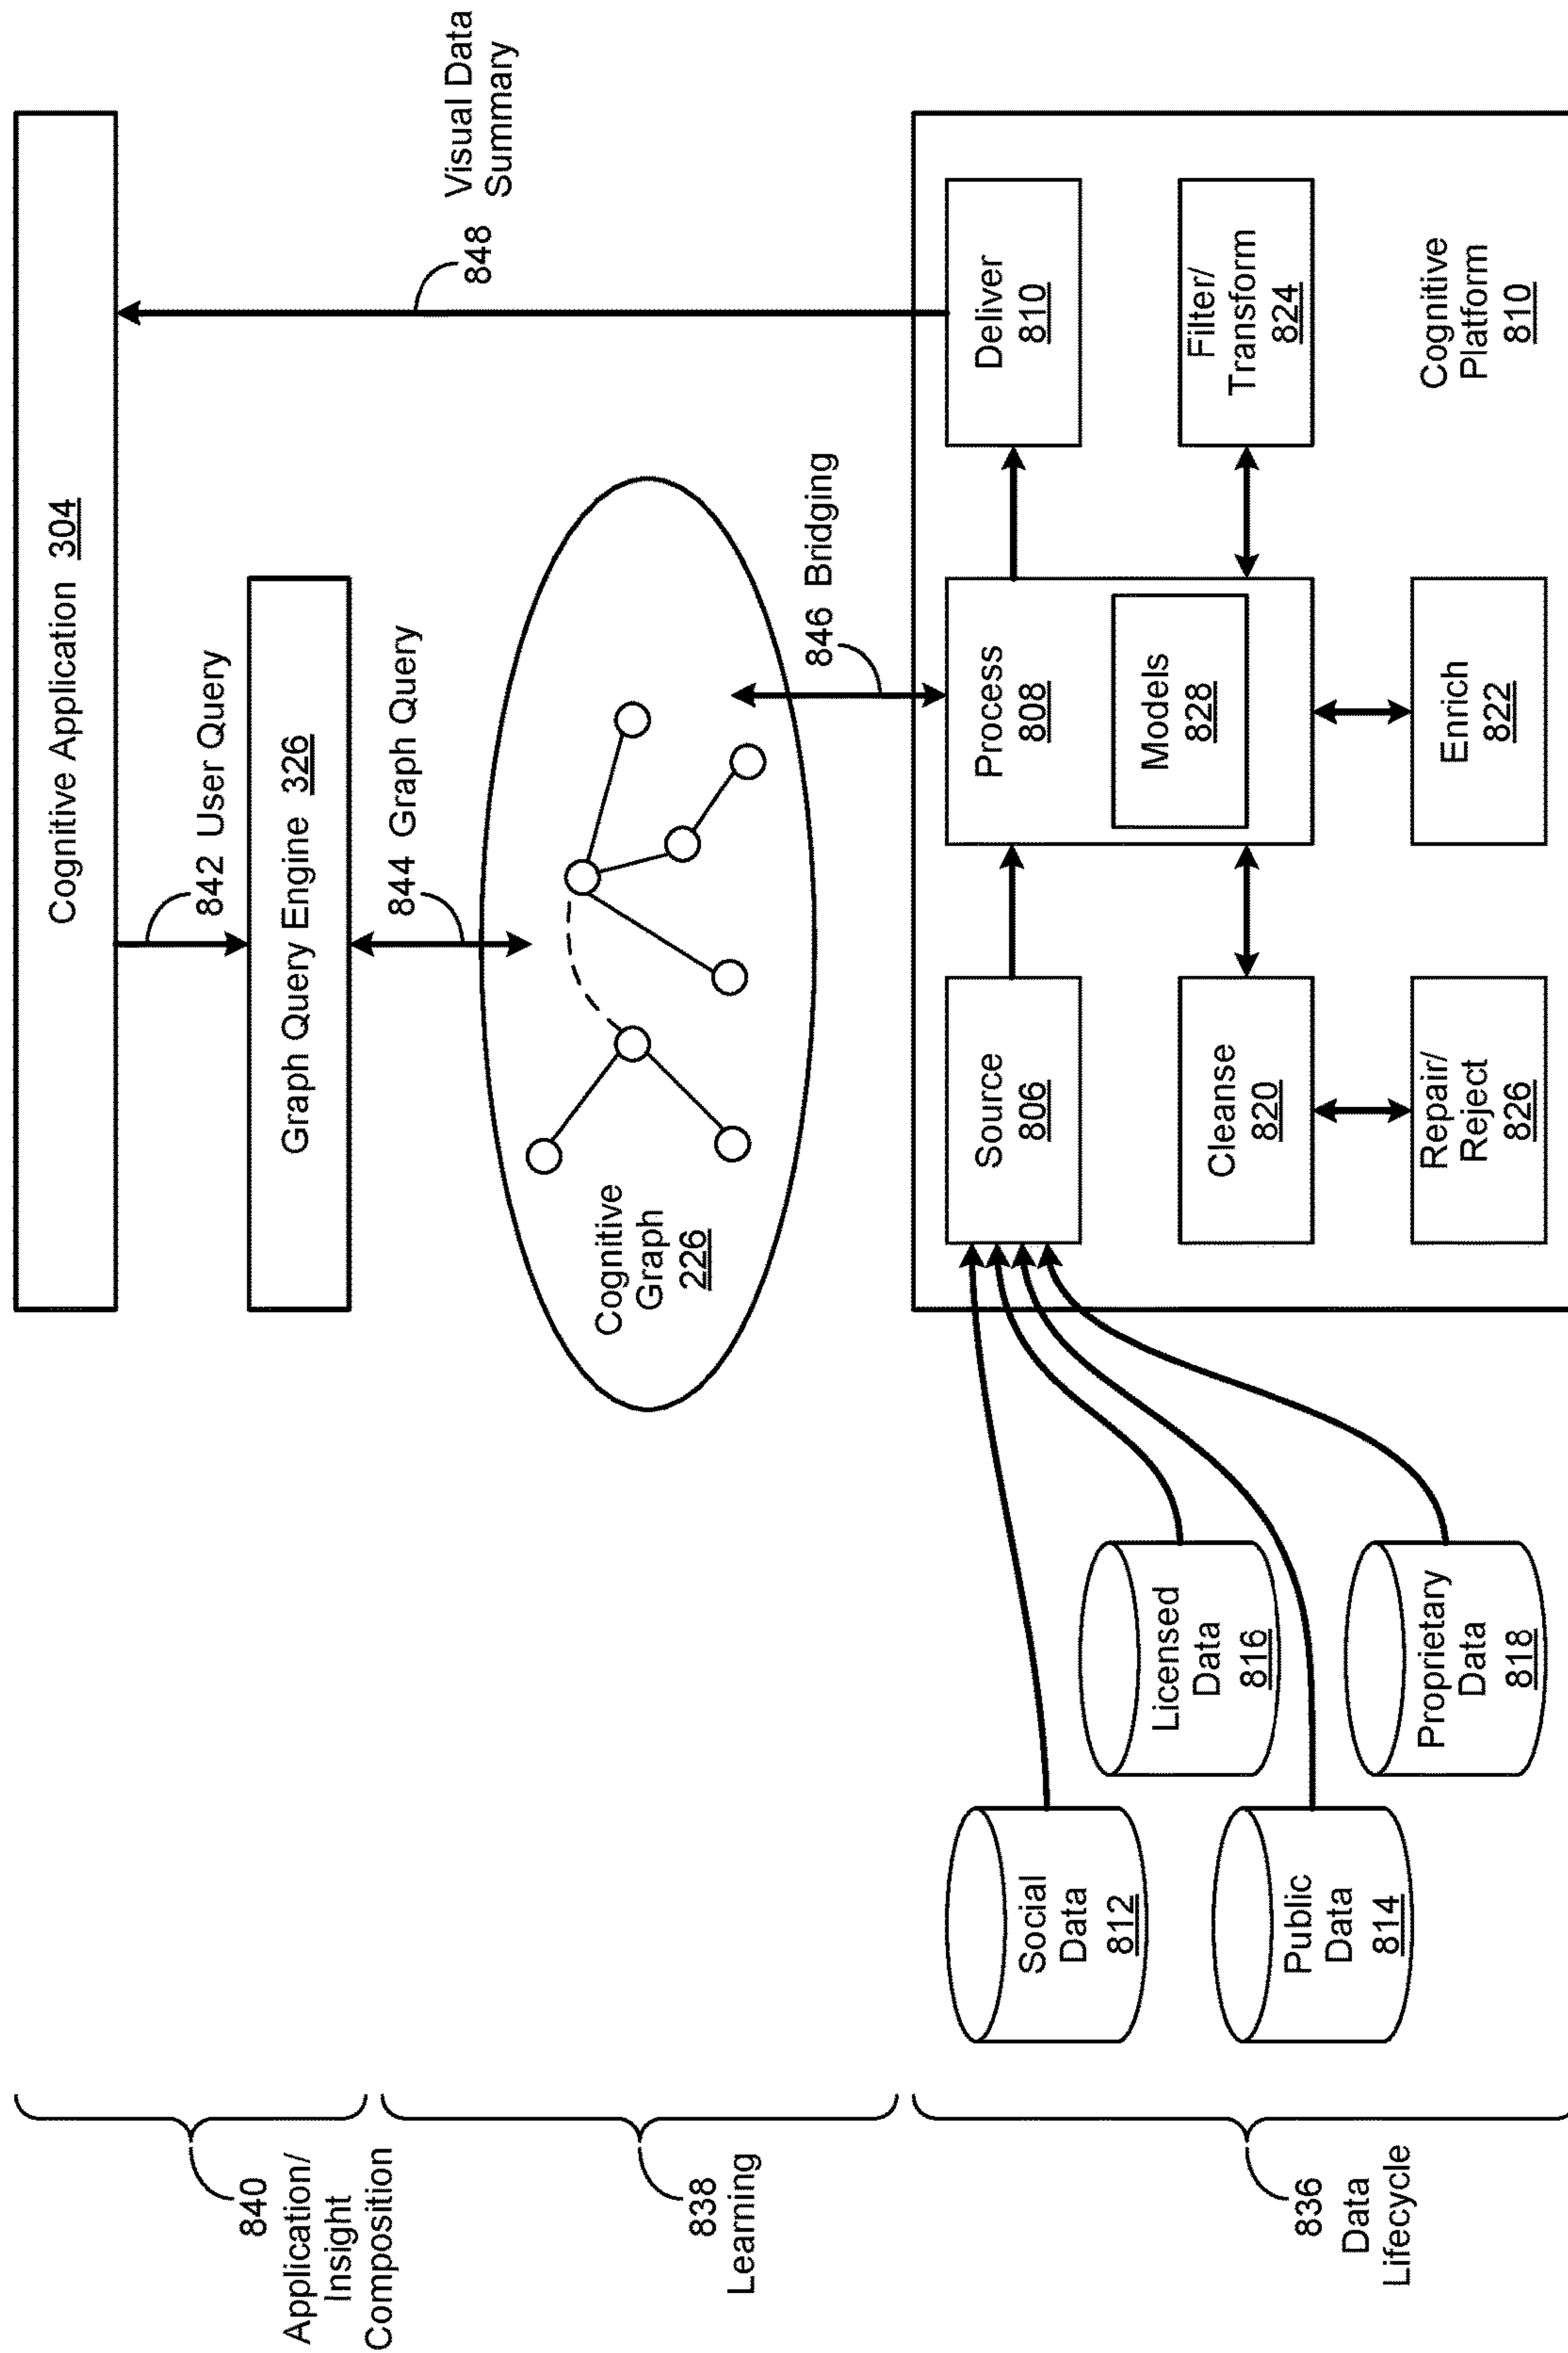 840
Application/
Insight
Composition
Cognitive Application 304
842 User Query
Graph Query Engine 326
844 Graph Query
848
Visual Data
Summary
838
Learning
Cognitive
Graph
226
846 Bridging
836
Data
Lifecycle
Social
Data
812
Public
Data
814
Licensed
Data
816
Proprietary
Data
818
Source
806
Process
808
Models
828
Deliver
810
Cleanse
820
Filter/
Transform
824
Repair/
Reject
826
Enrich
822
Cognitive
Platform
810